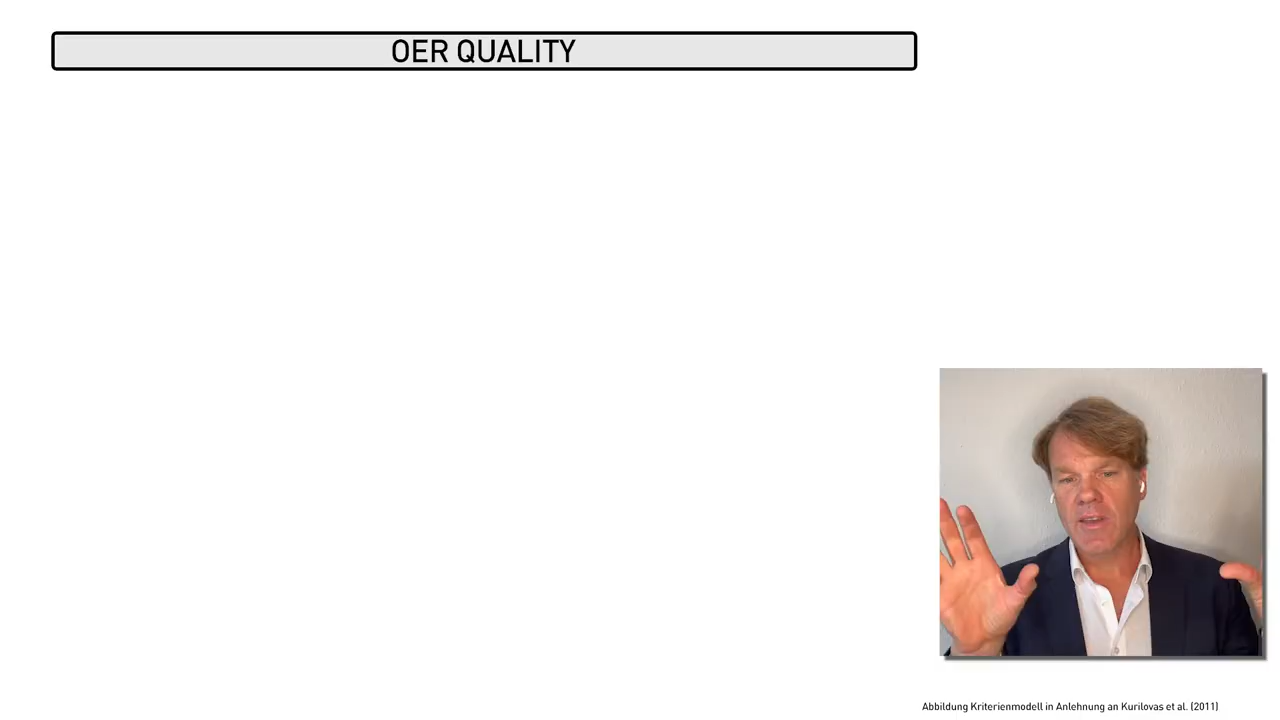 OER QUALITY
Abbildung Kriterienmodell in Anlehnung an Kurilovas et al. (2011)